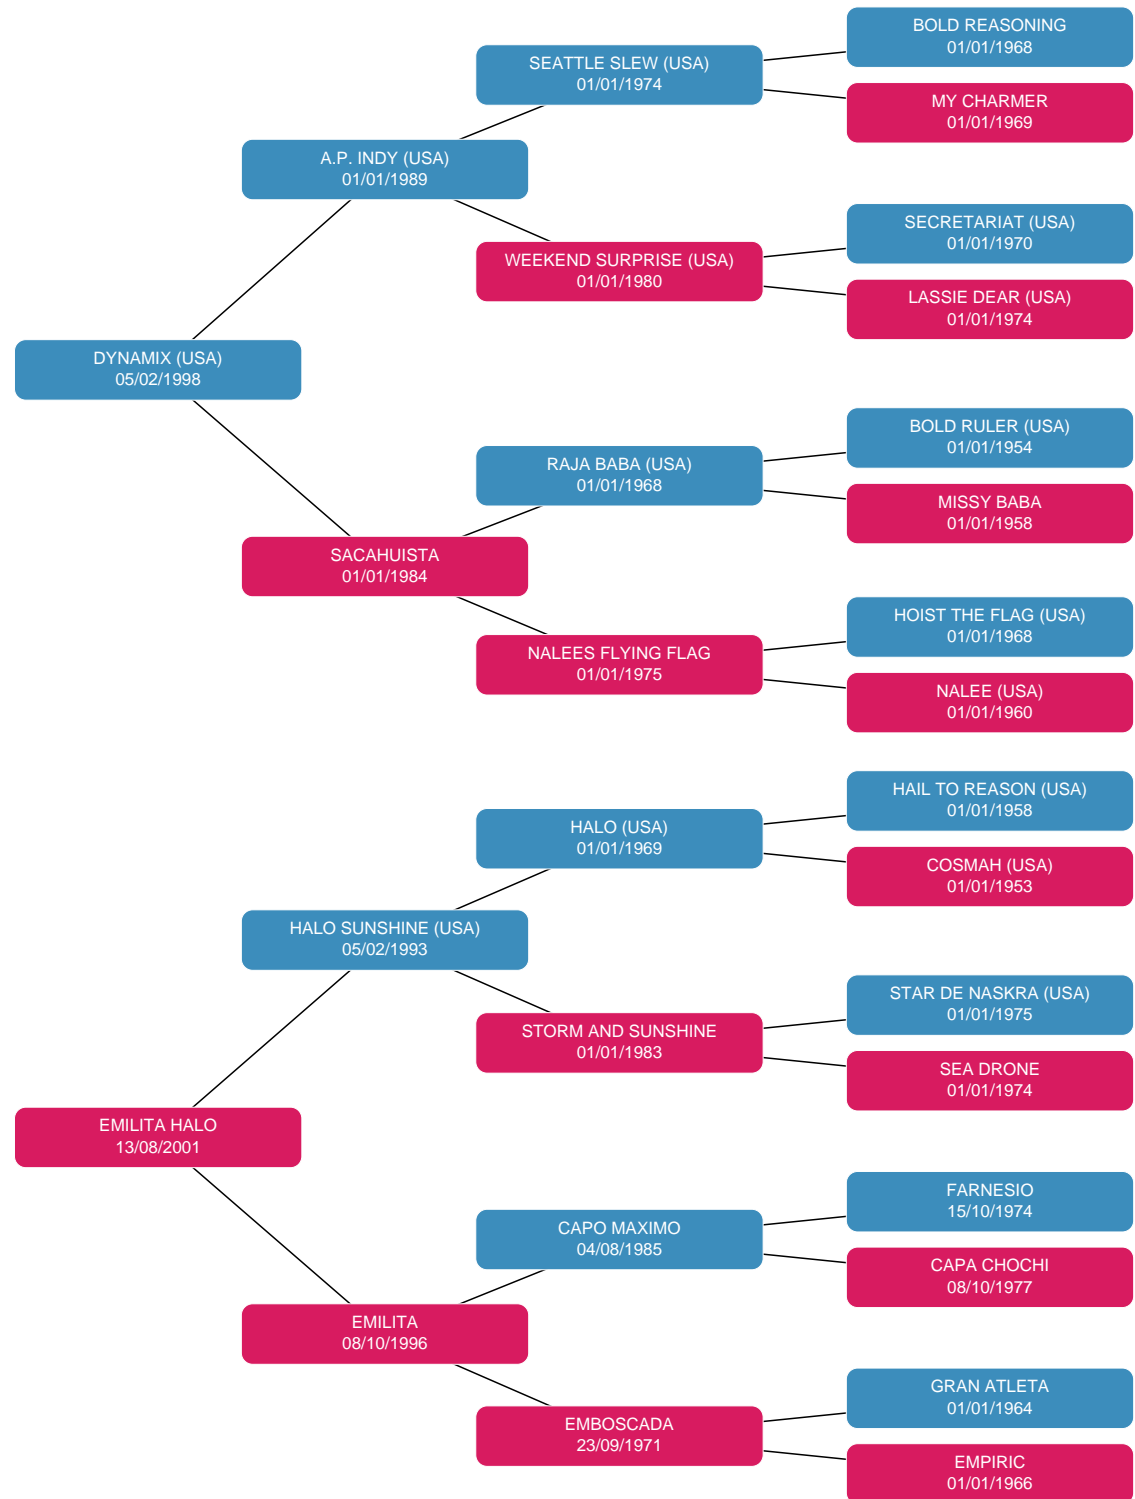 BOLD REASONING
01/01/1968
SEATTLE SLEW (USA)
01/01/1974
MY CHARMER
01/01/1969
A.P. INDY (USA)
01/01/1989
SECRETARIAT (USA)
01/01/1970
WEEKEND SURPRISE (USA)
01/01/1980
LASSIE DEAR (USA)
01/01/1974
DYNAMIX (USA)
05/02/1998
BOLD RULER (USA)
01/01/1954
RAJA BABA (USA)
01/01/1968
MISSY BABA
01/01/1958
SACAHUISTA
01/01/1984
HOIST THE FLAG (USA)
01/01/1968
NALEES FLYING FLAG
01/01/1975
NALEE (USA)
01/01/1960
HAIL TO REASON (USA)
01/01/1958
HALO (USA)
01/01/1969
COSMAH (USA)
01/01/1953
HALO SUNSHINE (USA)
05/02/1993
STAR DE NASKRA (USA)
01/01/1975
STORM AND SUNSHINE
01/01/1983
SEA DRONE
01/01/1974
EMILITA HALO
13/08/2001
FARNESIO
15/10/1974
CAPO MAXIMO
04/08/1985
CAPA CHOCHI
08/10/1977
EMILITA
08/10/1996
GRAN ATLETA
01/01/1964
EMBOSCADA
23/09/1971
EMPIRIC
01/01/1966